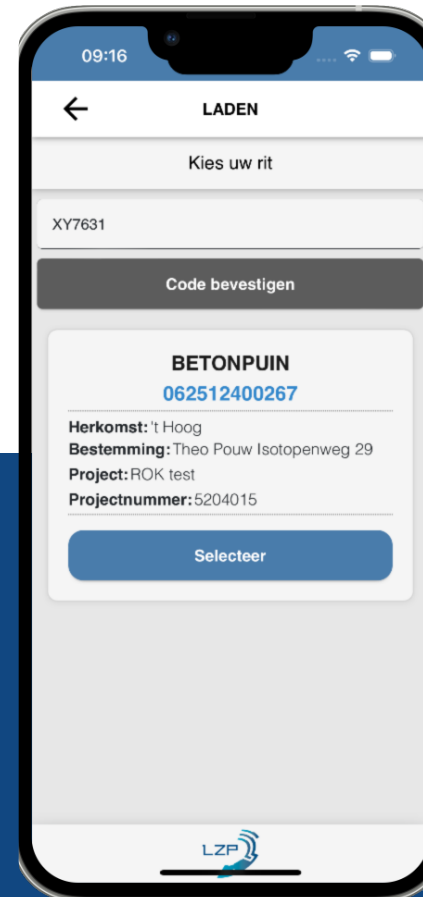 09:16
LADEN
Kies uw rit
XY7631
Code bevestigen
BETONPUIN
062512400267
Herkomst: 't Hoog
Bestemming: Theo Pouw Isotopenweg 29
Project: ROK test
Projectnummer: 5204015
Selecteer
LZP